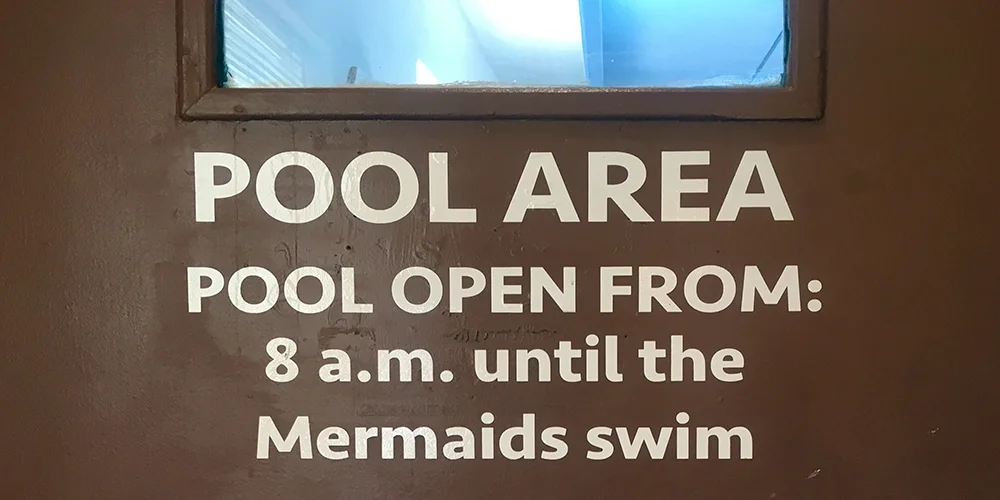 POOL AREA
POOL OPEN FROM:
8 a.m. until the
Mermaids swim